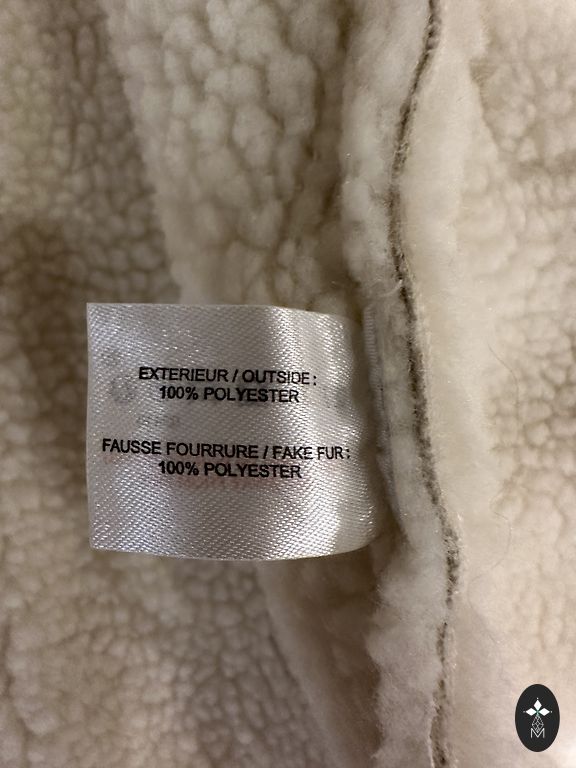 EXTERIEUR / OUTSIDE :
100% POLYESTER
FAUSSE FOURRURE / FAKE FUR :
100% POLYESTER
M